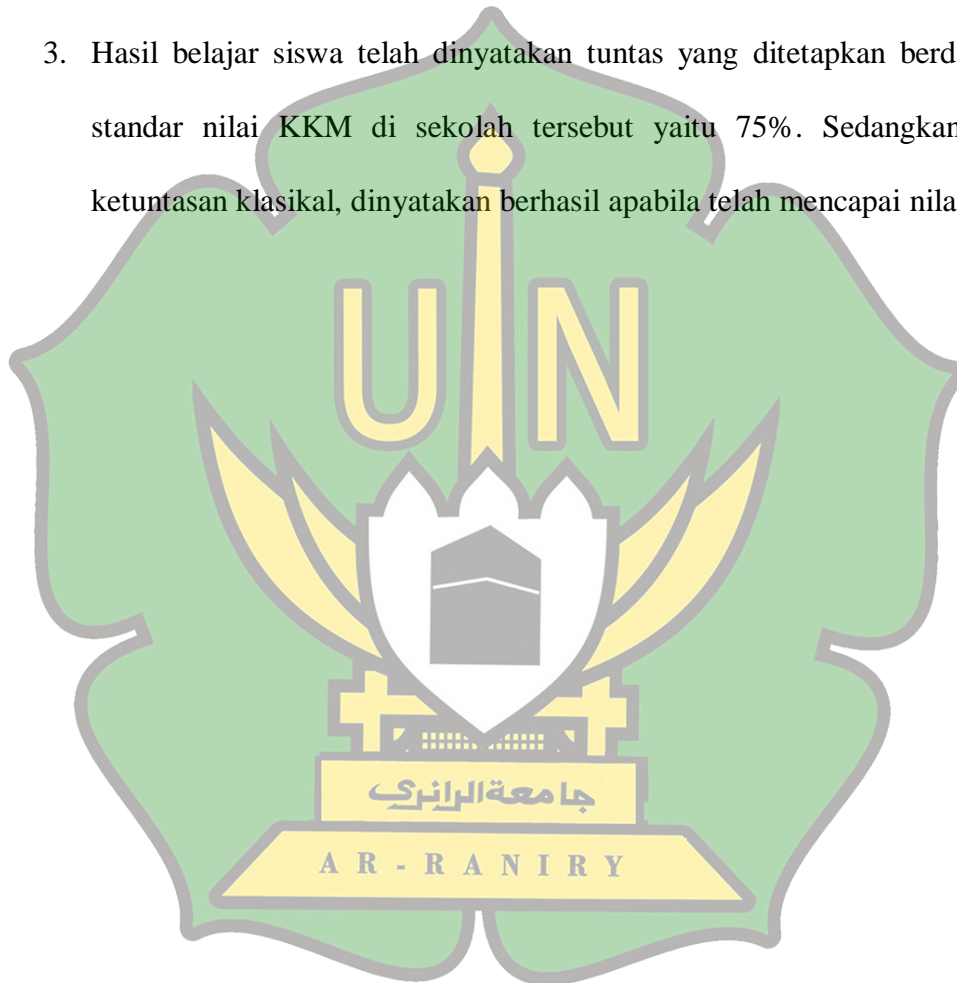 3. Hasil belajar siswa telah dinyatakan tuntas yang ditetapkan berd
standar nilai KKM di sekolah tersebut yaitu 75%. Sedangkan
ketuntasan klasikal, dinyatakan berhasil apabila telah mencapai nila
UIN
جامعة الرانري
AR-RANIRY